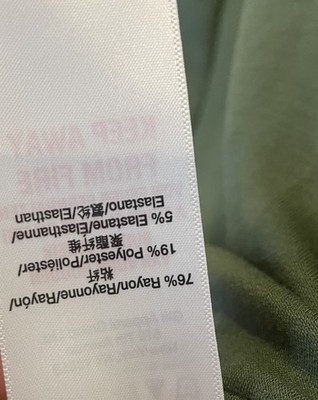 76% Rayon/Rayonne/Rayón/
粘纤
19% Polyester/Poliéster/
聚酯纤维
5% Elastane/Elasthanne/
Elastano/氨纶/Elasthan
KEEP AWAY
FROM FIRE